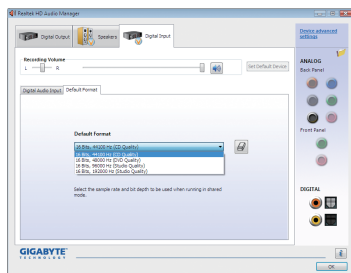 Realtek HD Audio Manager
Digital Output
Speakers
Digital Input
Device advanced
settings
Recording Volume
L
R
Set Default Device
ANALOG
Back Panel
Digital Audio Input
Default Format
Default Format
16 Bits, 44100 Hz (CD Quality)
16 Bits, 44100 Hz (CD Quality)
16 Bits, 48000 Hz (DVD Quality)
16 Bits, 96000 Hz (Studio Quality)
16 Bits, 192000 Hz (Studio Quality)
Front Panel
Select the sample rate and bit depth to be used when running in shared
mode.
DIGITAL
GIGABYTE
TECHNOLOGY
OK